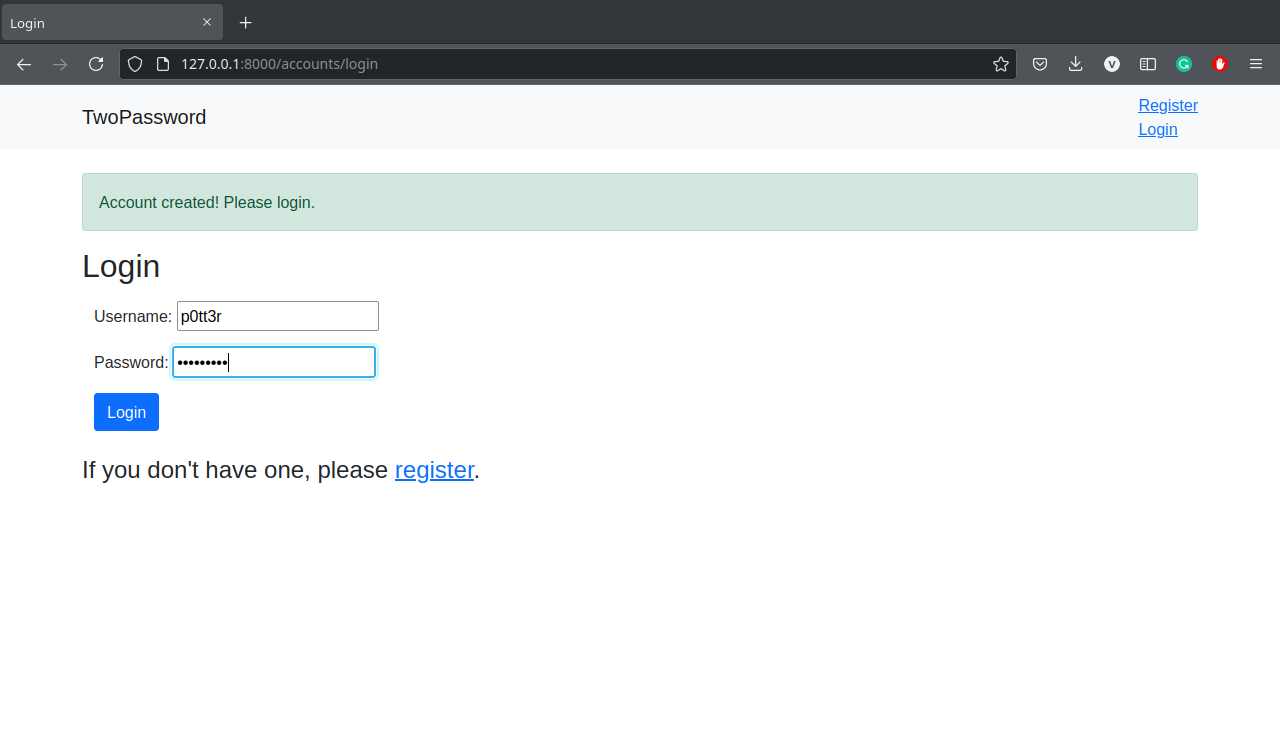 Login
127.0.0.1:8000/accounts/login
TwoPassword
Register
Login
Account created! Please login.
Login
Username: p0tt3r
Password: •••••••••
Login
If you don't have one, please register.